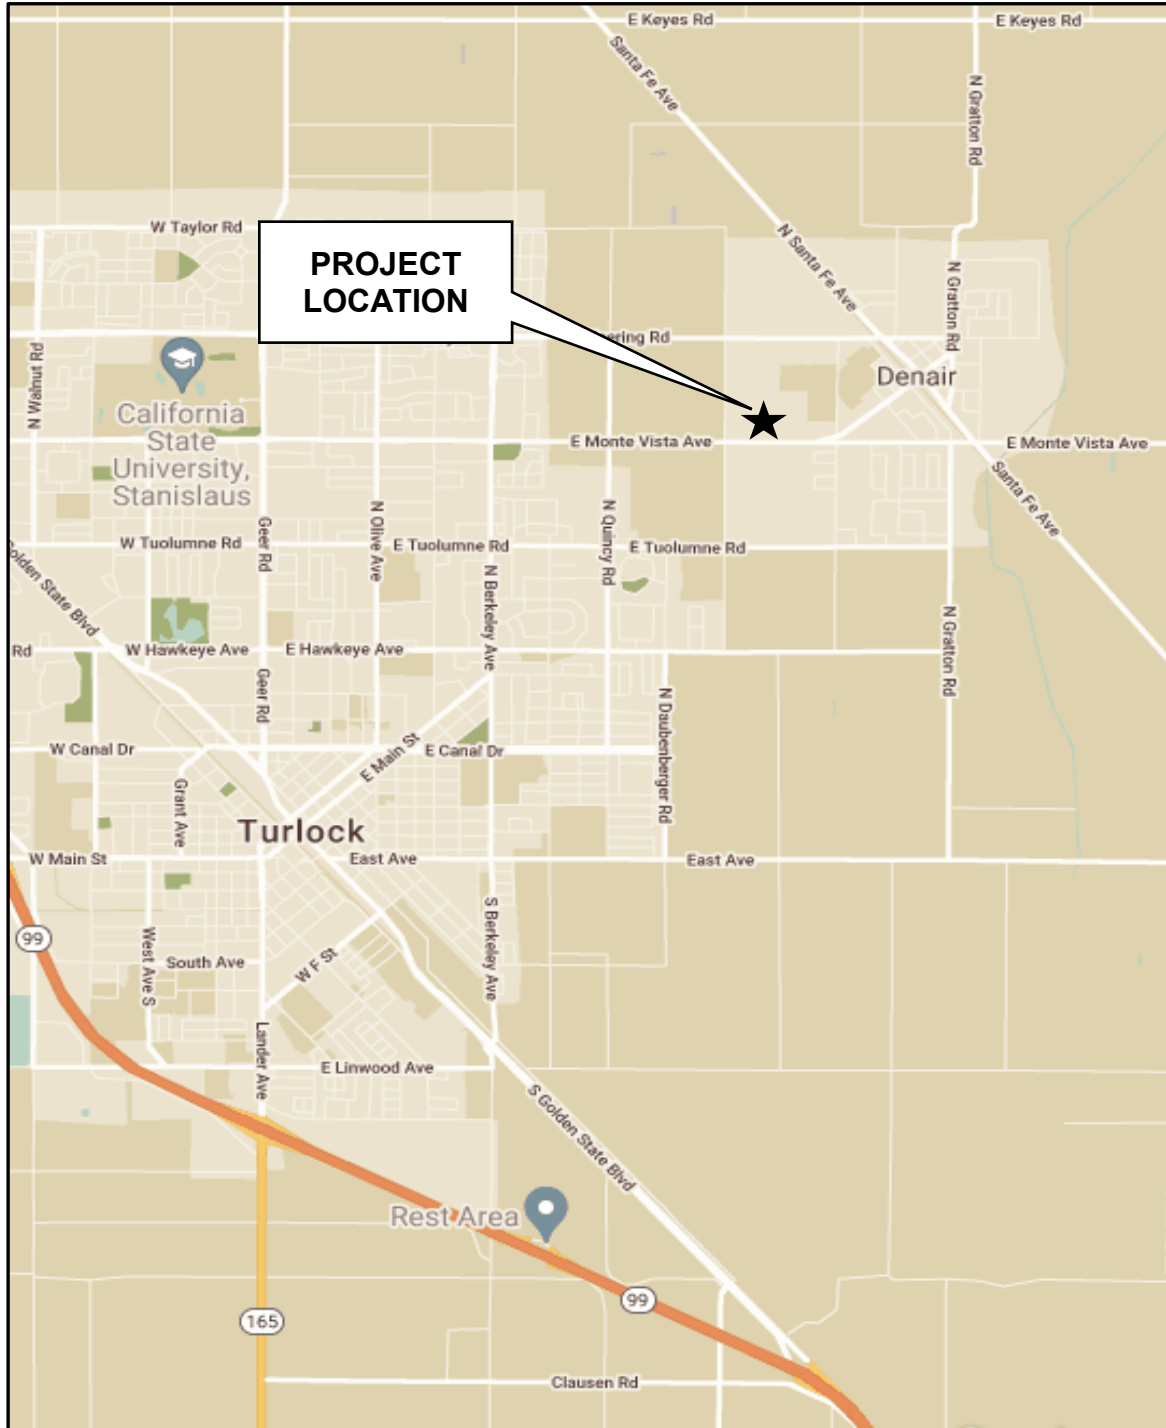 E Keyes Rd
E Keyes Rd
Santa Fe Ave
N Gratton Rd
W Taylor Rd
PROJECT
LOCATION
N Santa Fe Ave
N Gratton Rd
ering Rd
N Walnut Rd
Denair
California
State
University,
Stanislaus
E Monte Vista Ave
E Monte Vista Ave
Santa Fe Ave
N Olive Ave
Geer Rd
N Quincy Rd
W Tuolumne Rd
E Tuolumne Rd
E Tuolumne Rd
Golden State Blvd
N Berkeley Ave
N Gratton Rd
Rd
W Hawkeye Ave
E Hawkeye Ave
Geer Rd
N Daubenberger Rd
W Canal Dr
E Main St
E Canal Dr
Grant Ave
Turlock
W Main St
East Ave
East Ave
99
West Ave S
South Ave
W F St
S Berkeley Ave
Lander Ave
E Linwood Ave
S Golden State Blvd
Rest Area
99
165
Clausen Rd